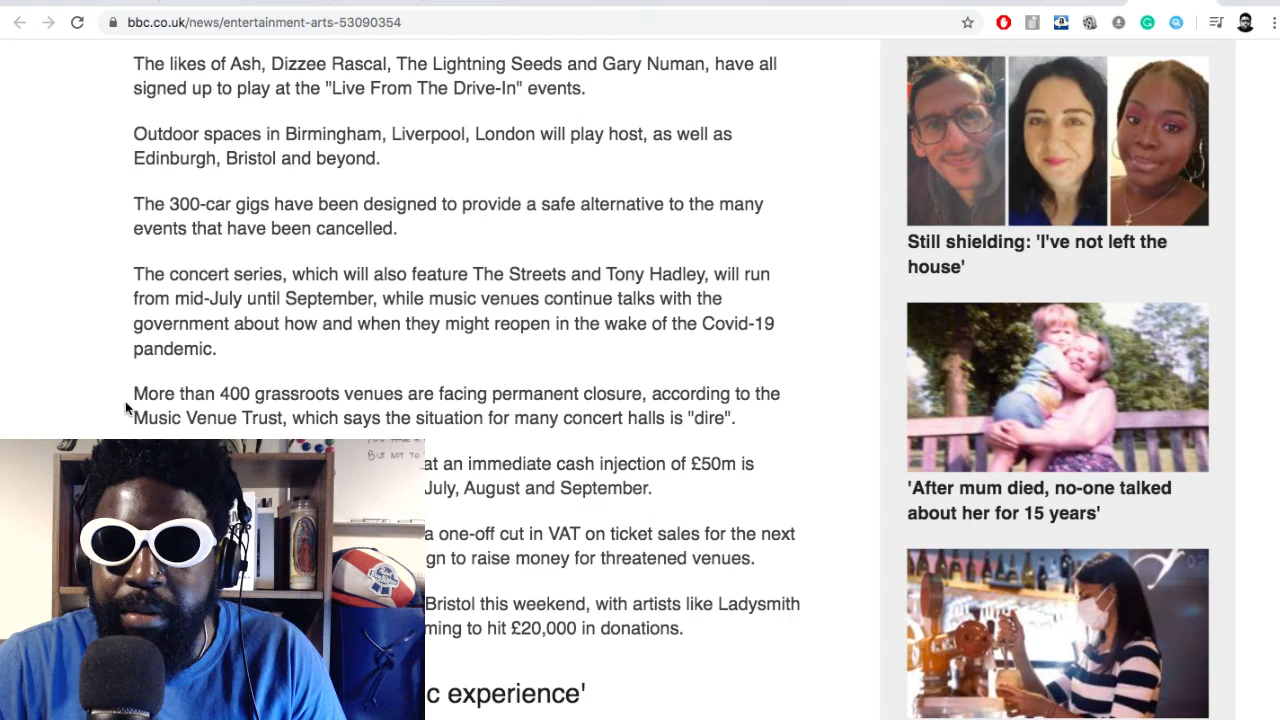 bbc.co.uk/news/entertainment-arts-53090354
The likes of Ash, Dizzee Rascal, The Lightning Seeds and Gary Numan, have all
signed up to play at the "Live From The Drive-In" events.
Outdoor spaces in Birmingham, Liverpool, London will play host, as well as
Edinburgh, Bristol and beyond.
The 300-car gigs have been designed to provide a safe alternative to the many
events that have been cancelled.
The concert series, which will also feature The Streets and Tony Hadley, will run
from mid-July until September, while music venues continue talks with the
government about how and when they might reopen in the wake of the Covid-19
pandemic.
More than 400 grassroots venues are facing permanent closure, according to the
Music Venue Trust, which says the situation for many concert halls is "dire".
at an immediate cash injection of £50m is
July, August and September.
a one-off cut in VAT on ticket sales for the next
gn to raise money for threatened venues.
Bristol this weekend, with artists like Ladysmith
ming to hit £20,000 in donations.
c experience'
Still shielding: 'I've not left the
house'
'After mum died, no-one talked
about her for 15 years'
BUT NOT TO